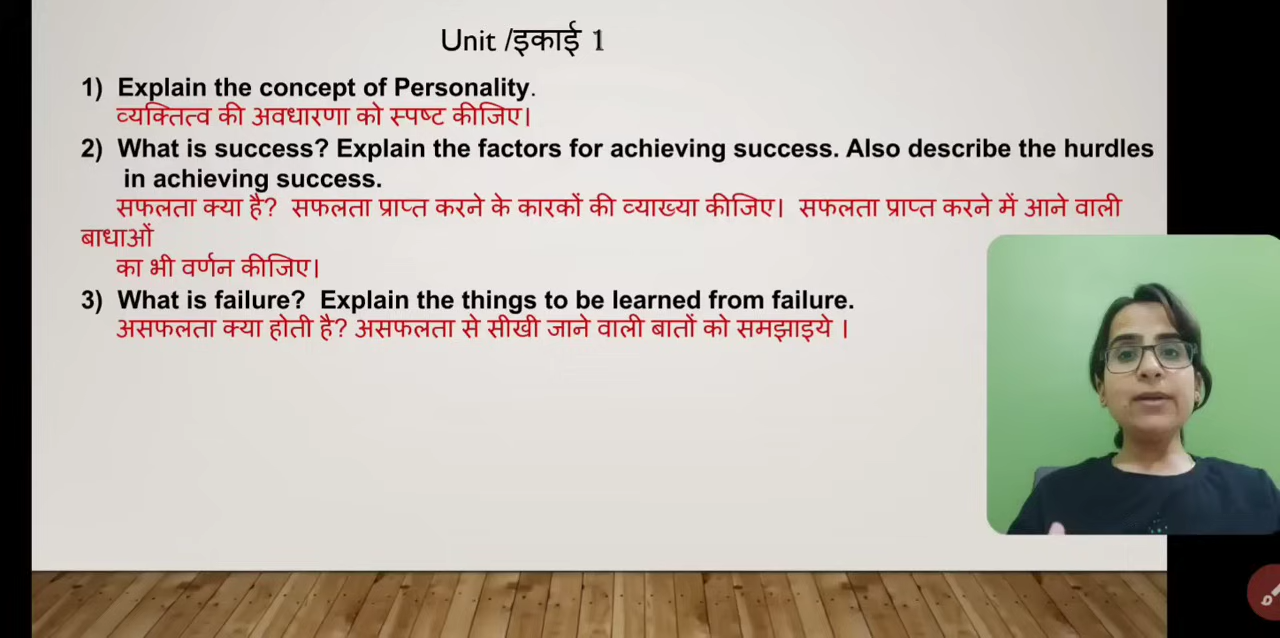 Unit /इकाई 1
1) Explain the concept of Personality.
व्यक्तित्व की अवधारणा को स्पष्ट कीजिए।
2) What is success? Explain the factors for achieving success. Also describe the hurdles
in achieving success.
सफलता क्या है? सफलता प्राप्त करने के कारकों की व्याख्या कीजिए। सफलता प्राप्त करने में आने वाली
बाधाओं
का भी वर्णन कीजिए।
3) What is failure? Explain the things to be learned from failure.
असफलता क्या होती है? असफलता से सीखी जाने वाली बातों को समझाइये ।